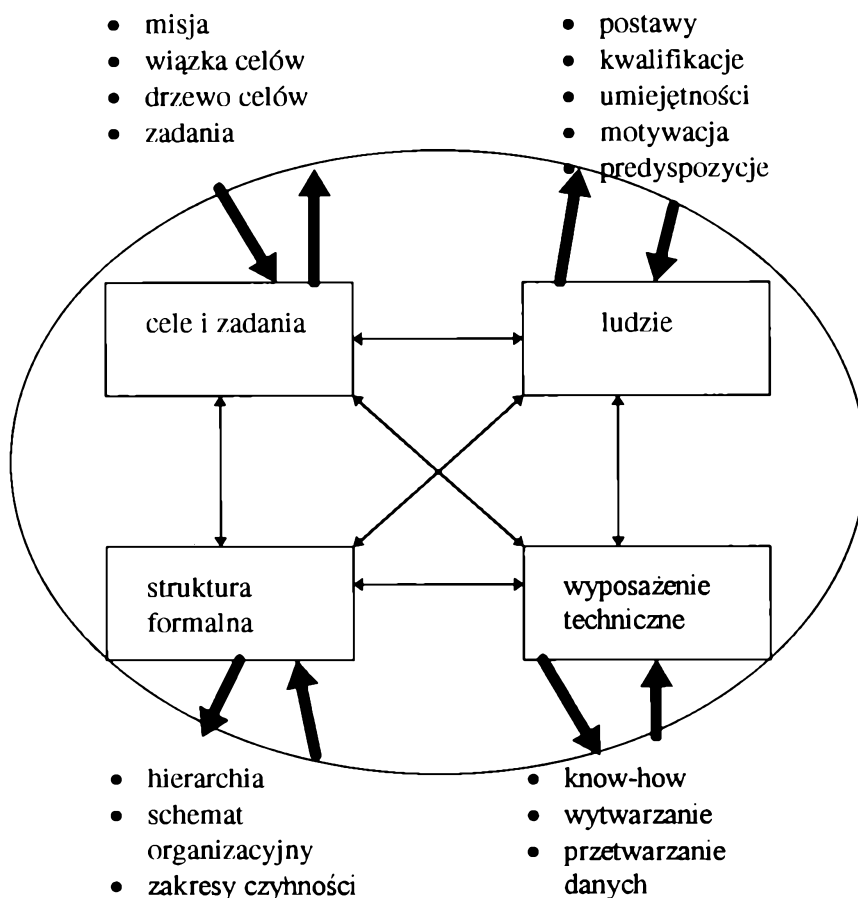 • misja
• wiązka celów
• drzewo celów
• zadania
• postawy
• kwalifikacje
• umiejętności
• motywacja
• predyspozycje
cele i zadania
ludzie
struktura
formalna
wyposażenie
techniczne
• hierarchia
• schemat
organizacyjny
• zakresy czynności
• know-how
• wytwarzanie
• przetwarzanie
danych